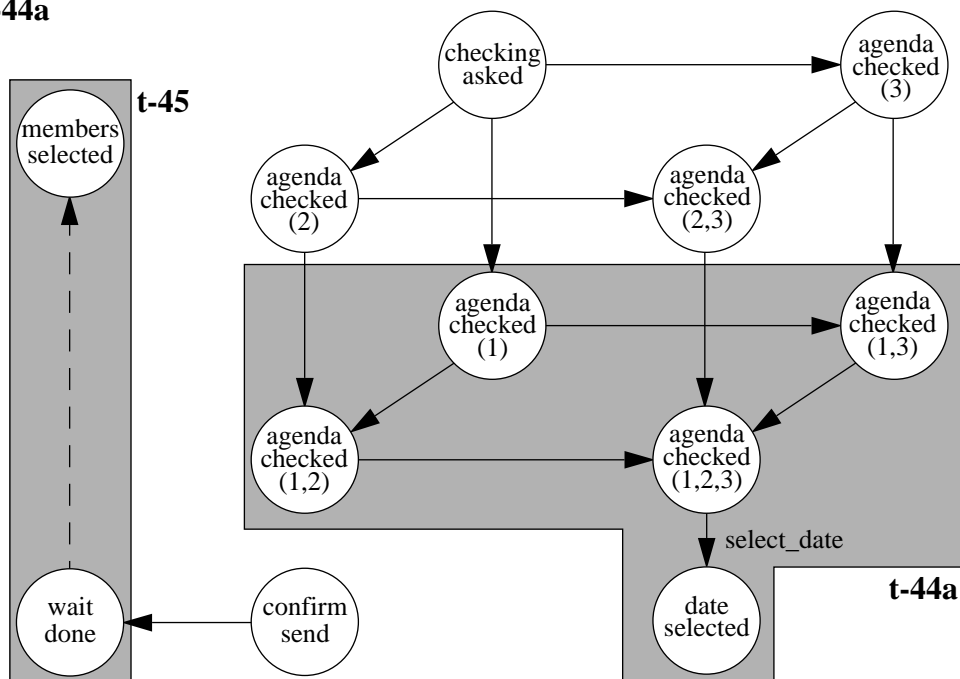 44a
checking
asked
agenda
checked
(3)
t-45
members
selected
agenda
checked
(2)
agenda
checked
(2,3)
agenda
checked
(1)
agenda
checked
(1,3)
agenda
checked
(1,2)
agenda
checked
(1,2,3)
select_date
t-44a
wait
done
confirm
send
date
selected